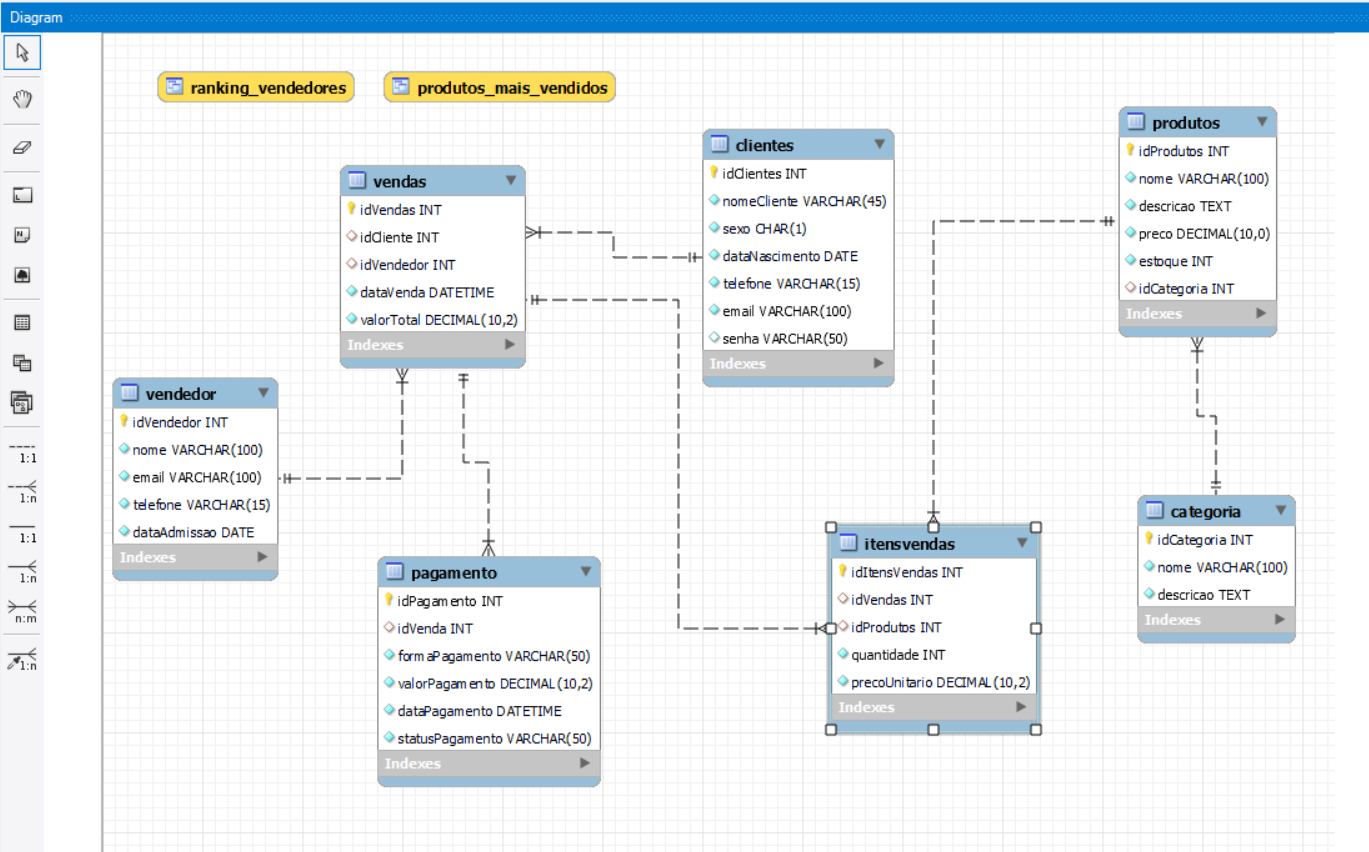 Diagram
ranking_vendedores
produtos_mais_vendidos
vendas
idVendas INT
idCliente INT
idVendedor INT
dataVenda DATETIME
valorTotal DECIMAL(10,2)
Indexes
clientes
idClientes INT
nomeCliente VARCHAR(45)
sexo CHAR(1)
dataNascimento DATE
telefone VARCHAR(15)
email VARCHAR(100)
senha VARCHAR(50)
Indexes
produtos
idProdutos INT
nome VARCHAR(100)
descricao TEXT
preco DECIMAL(10,0)
estoque INT
idCategoria INT
Indexes
vendedor
idVendedor INT
nome VARCHAR(100)
email VARCHAR(100)
telefone VARCHAR(15)
dataAdmissao DATE
Indexes
pagamento
idPagamento INT
idVenda INT
formaPagamento VARCHAR(50)
valorPagamento DECIMAL(10,2)
dataPagamento DATETIME
statusPagamento VARCHAR(50)
Indexes
itensvendas
idItensVendas INT
idVendas INT
idProdutos INT
quantidade INT
precoUnitario DECIMAL(10,2)
Indexes
categoria
idCategoria INT
nome VARCHAR(100)
descricao TEXT
Indexes
1:1
1:n
1:1
1:n
n:m
1:n